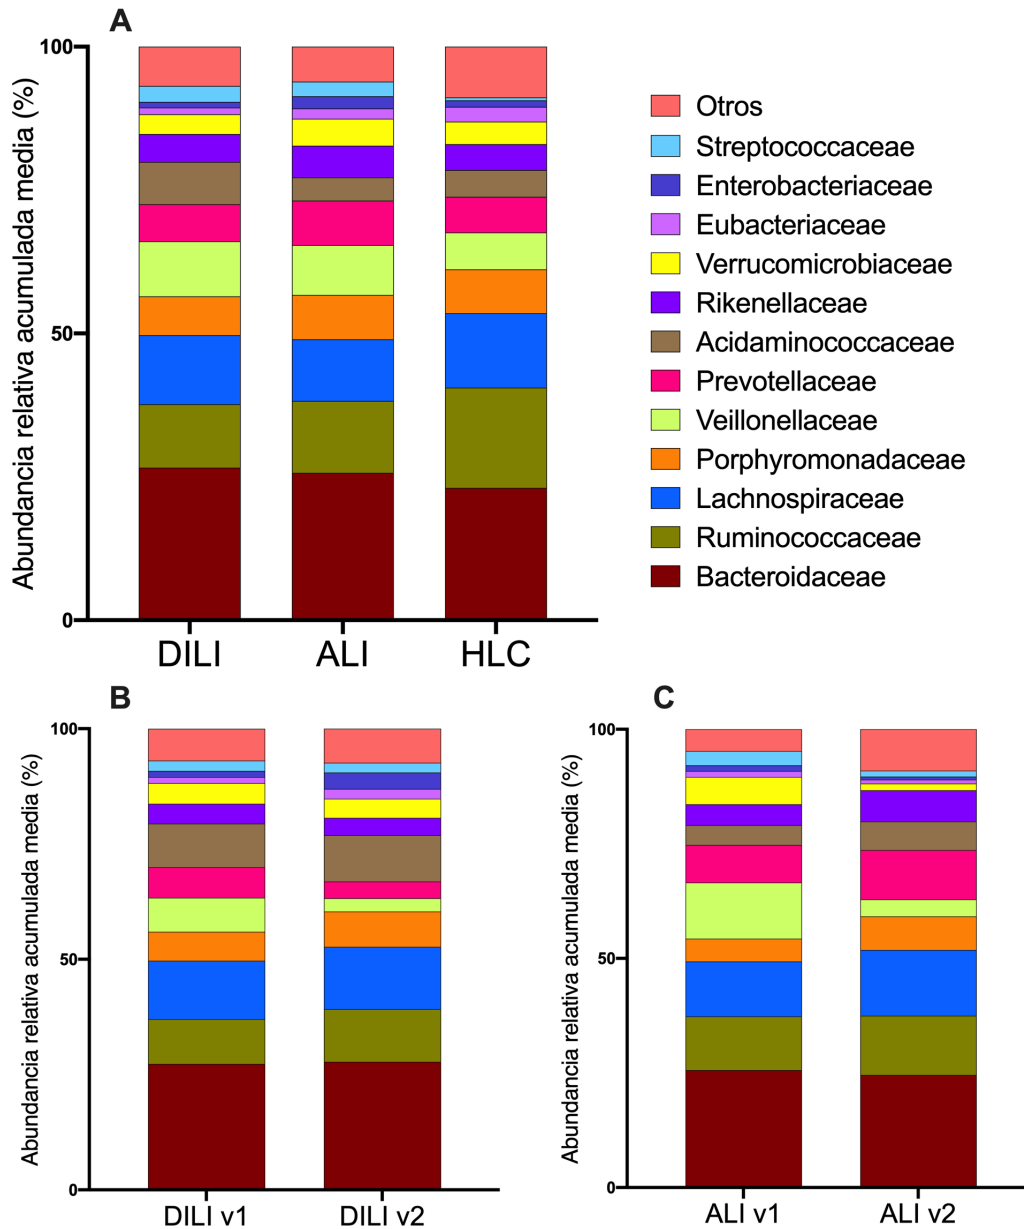 A
Abundancia relativa acumulada media (%)
100
50
0
DILI
ALI
HLC
Otros
Streptococcaceae
Enterobacteriaceae
Eubacteriaceae
Verrucomicrobiaceae
Rikenellaceae
Acidaminococcaceae
Prevotellaceae
Veillonellaceae
Porphyromonadaceae
Lachnospiraceae
Ruminococcaceae
Bacteroidaceae
B
Abundancia relativa acumulada media (%)
100
50
0
DILI v1
DILI v2
C
Abundancia relativa acumulada media (%)
100
50
0
ALI v1
ALI v2